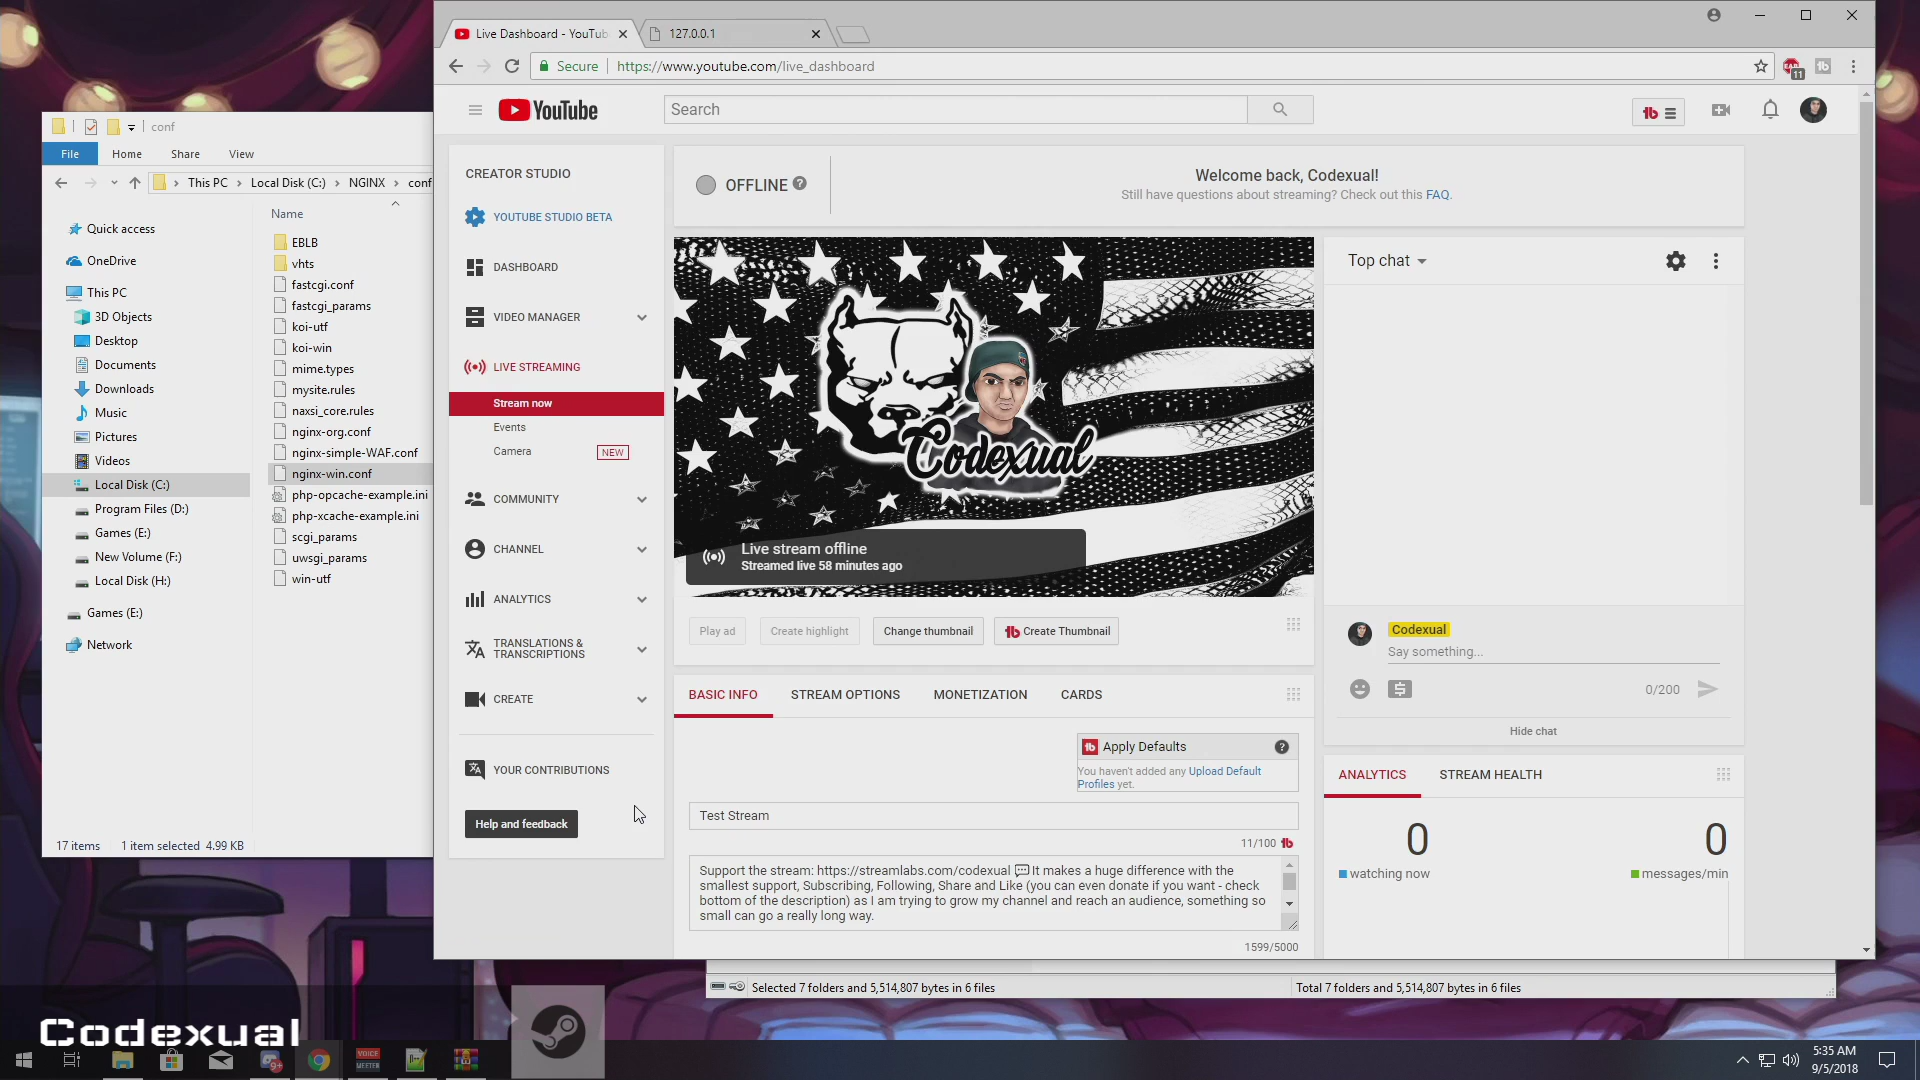 Live Dashboard - YouTub
127.0.0.1
Secure
https://www.youtube.com/live_dashboard
11
conf
File
Home
Share
View
This PC
Local Disk (C:)
NGINX
conf
Name
Quick access
OneDrive
This PC
3D Objects
Desktop
Documents
Downloads
Music
Pictures
Videos
Local Disk (C:)
Program Files (D:)
Games (E:)
New Volume (F:)
Local Disk (H:)
Games (E:)
Network
EBLB
vhts
fastcgi.conf
fastcgi_params
koi-utf
koi-win
mime.types
mysite.rules
naxsi_core.rules
nginx-org.conf
nginx-simple-WAF.conf
nginx-win.conf
php-opcache-example.ini
php-xcache-example.ini
scgi_params
uwsgi_params
win-utf
17 items
1 item selected 4.99 KB
YouTube
Search
CREATOR STUDIO
YOUTUBE STUDIO BETA
DASHBOARD
VIDEO MANAGER
LIVE STREAMING
Stream now
Events
Camera
NEW
COMMUNITY
CHANNEL
ANALYTICS
TRANSLATIONS &
TRANSCRIPTIONS
CREATE
YOUR CONTRIBUTIONS
Help and feedback
OFFLINE
Welcome back, Codexual!
Still have questions about streaming? Check out this FAQ.
Codexual
Live stream offline
Streamed live 58 minutes ago
Play ad
Create highlight
Change thumbnail
Create Thumbnail
BASIC INFO
STREAM OPTIONS
MONETIZATION
CARDS
Apply Defaults
You haven't added any Upload Default
Profiles yet.
Test Stream
11/100
Support the stream: https://streamlabs.com/codexual 💬 It makes a huge difference with the
smallest support, Subscribing, Following, Share and Like (you can even donate if you want - check
bottom of the description) as I am trying to grow my channel and reach an audience, something so
small can go a really long way.
1599/5000
Top chat
Codexual
Say something...
0/200
Hide chat
ANALYTICS
STREAM HEALTH
0
0
watching now
messages/min
Selected 7 folders and 5,514,807 bytes in 6 files
Total 7 folders and 5,514,807 bytes in 6 files
Codexual
9+
VOICE
MEETER
5:35 AM
9/5/2018